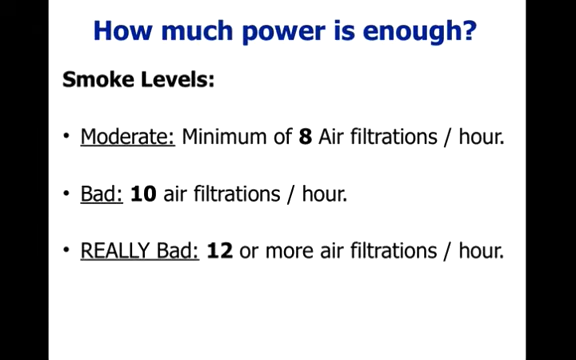 How much power is enough?
Smoke Levels:
• Moderate: Minimum of 8 Air filtrations / hour.
• Bad: 10 air filtrations / hour.
• REALLY Bad: 12 or more air filtrations / hour.